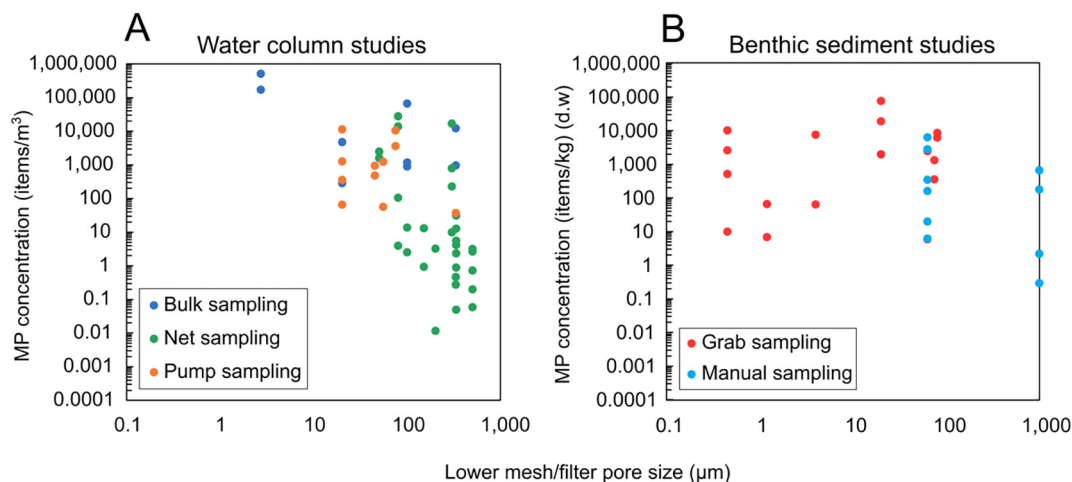 A
Water column studies
MP concentration (items/m³)
1,000,000
100,000
10,000
1,000
100
10
1
0.1
0.01
0.001
0.0001
Bulk sampling
Net sampling
Pump sampling
0.1
1
10
100
1,000
B
Benthic sediment studies
MP concentration (items/kg) (d.w)
1,000,000
100,000
10,000
1,000
100
10
1
0.1
0.01
0.001
0.0001
Grab sampling
Manual sampling
0.1
1
10
100
1,000
Lower mesh/filter pore size (µm)